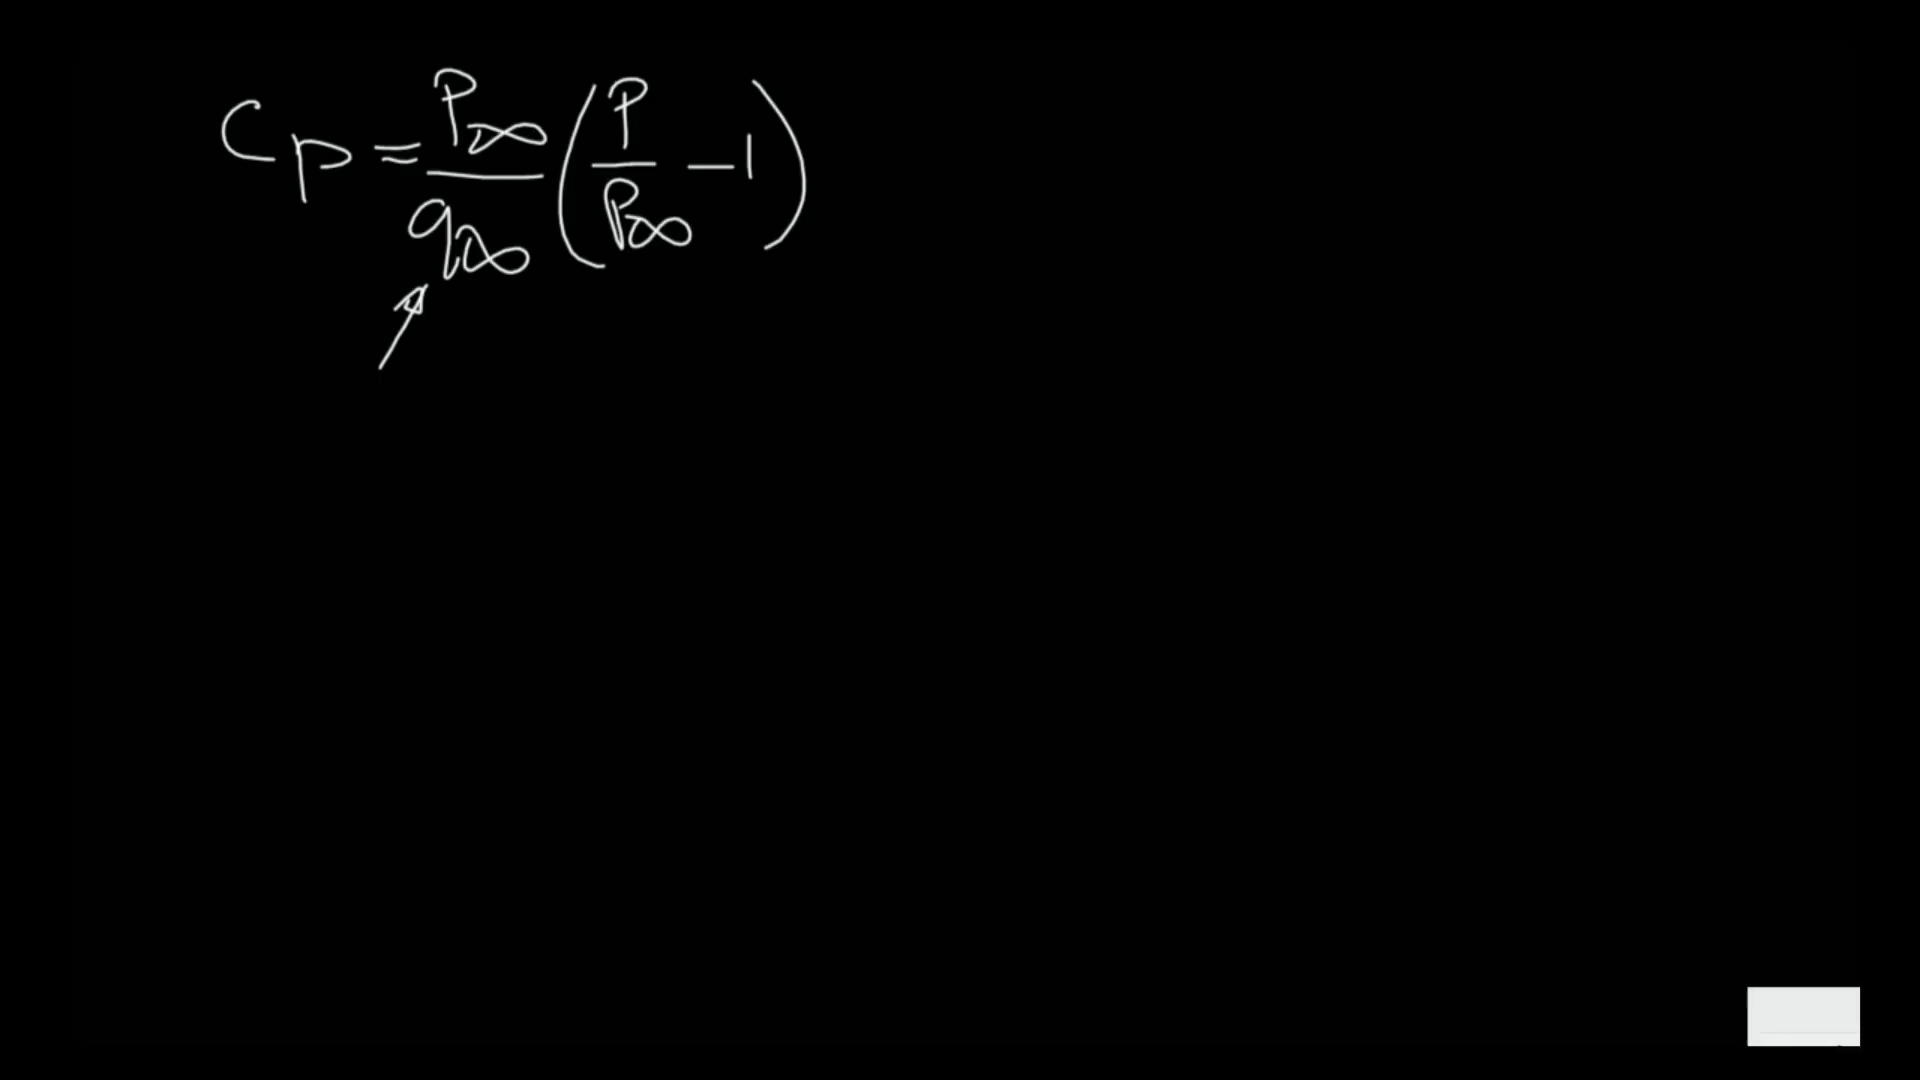 Cp = P∞/q∞ (P/P∞ − 1)